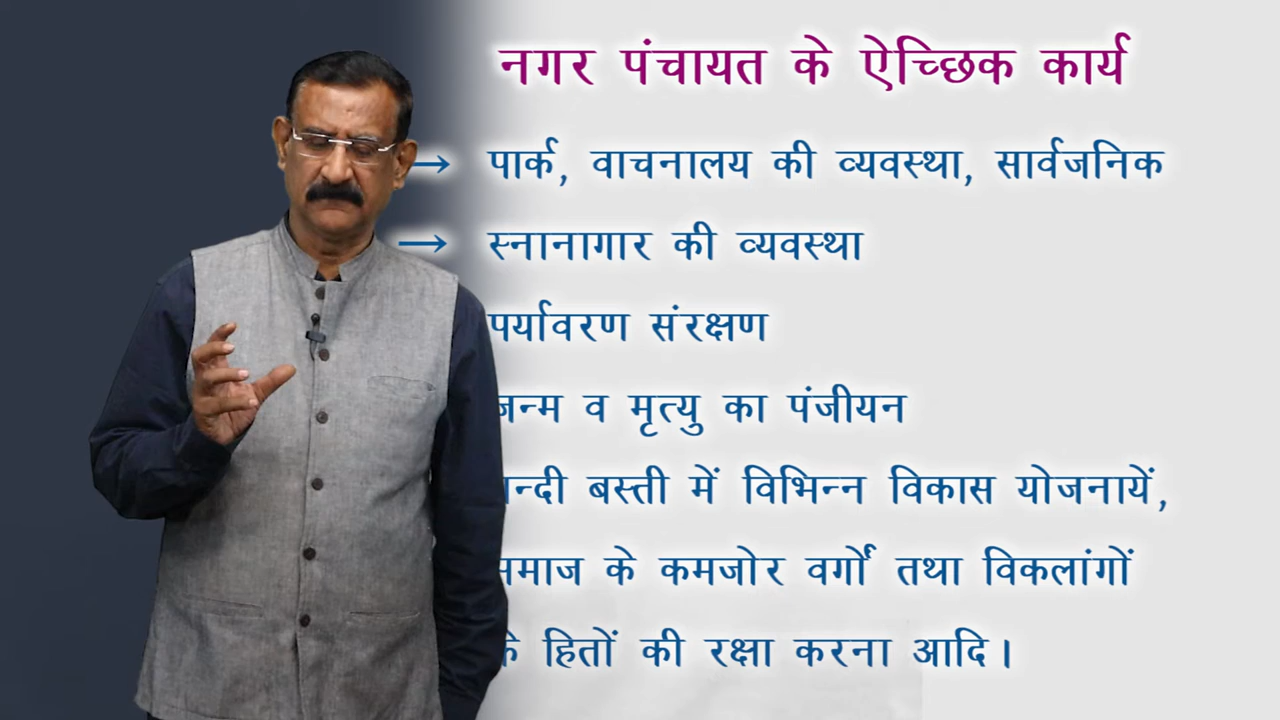 नगर पंचायत के ऐच्छिक कार्य
→ पार्क, वाचनालय की व्यवस्था, सार्वजनिक
→ स्नानागार की व्यवस्था
पर्यावरण संरक्षण
जन्म व मृत्यु का पंजीयन
गन्दी बस्ती में विभिन्न विकास योजनायें,
समाज के कमजोर वर्गों तथा विकलांगों
के हितों की रक्षा करना आदि।